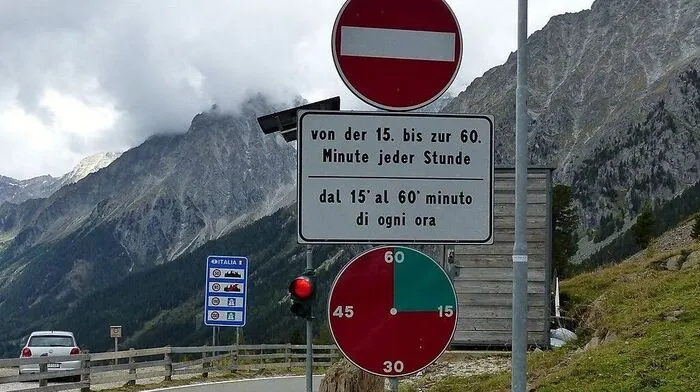 von der 15. bis zur 60.
Minute jeder Stunde
dal 15' al 60' minuto
di ogni ora
60
45
15
30
ITALIA